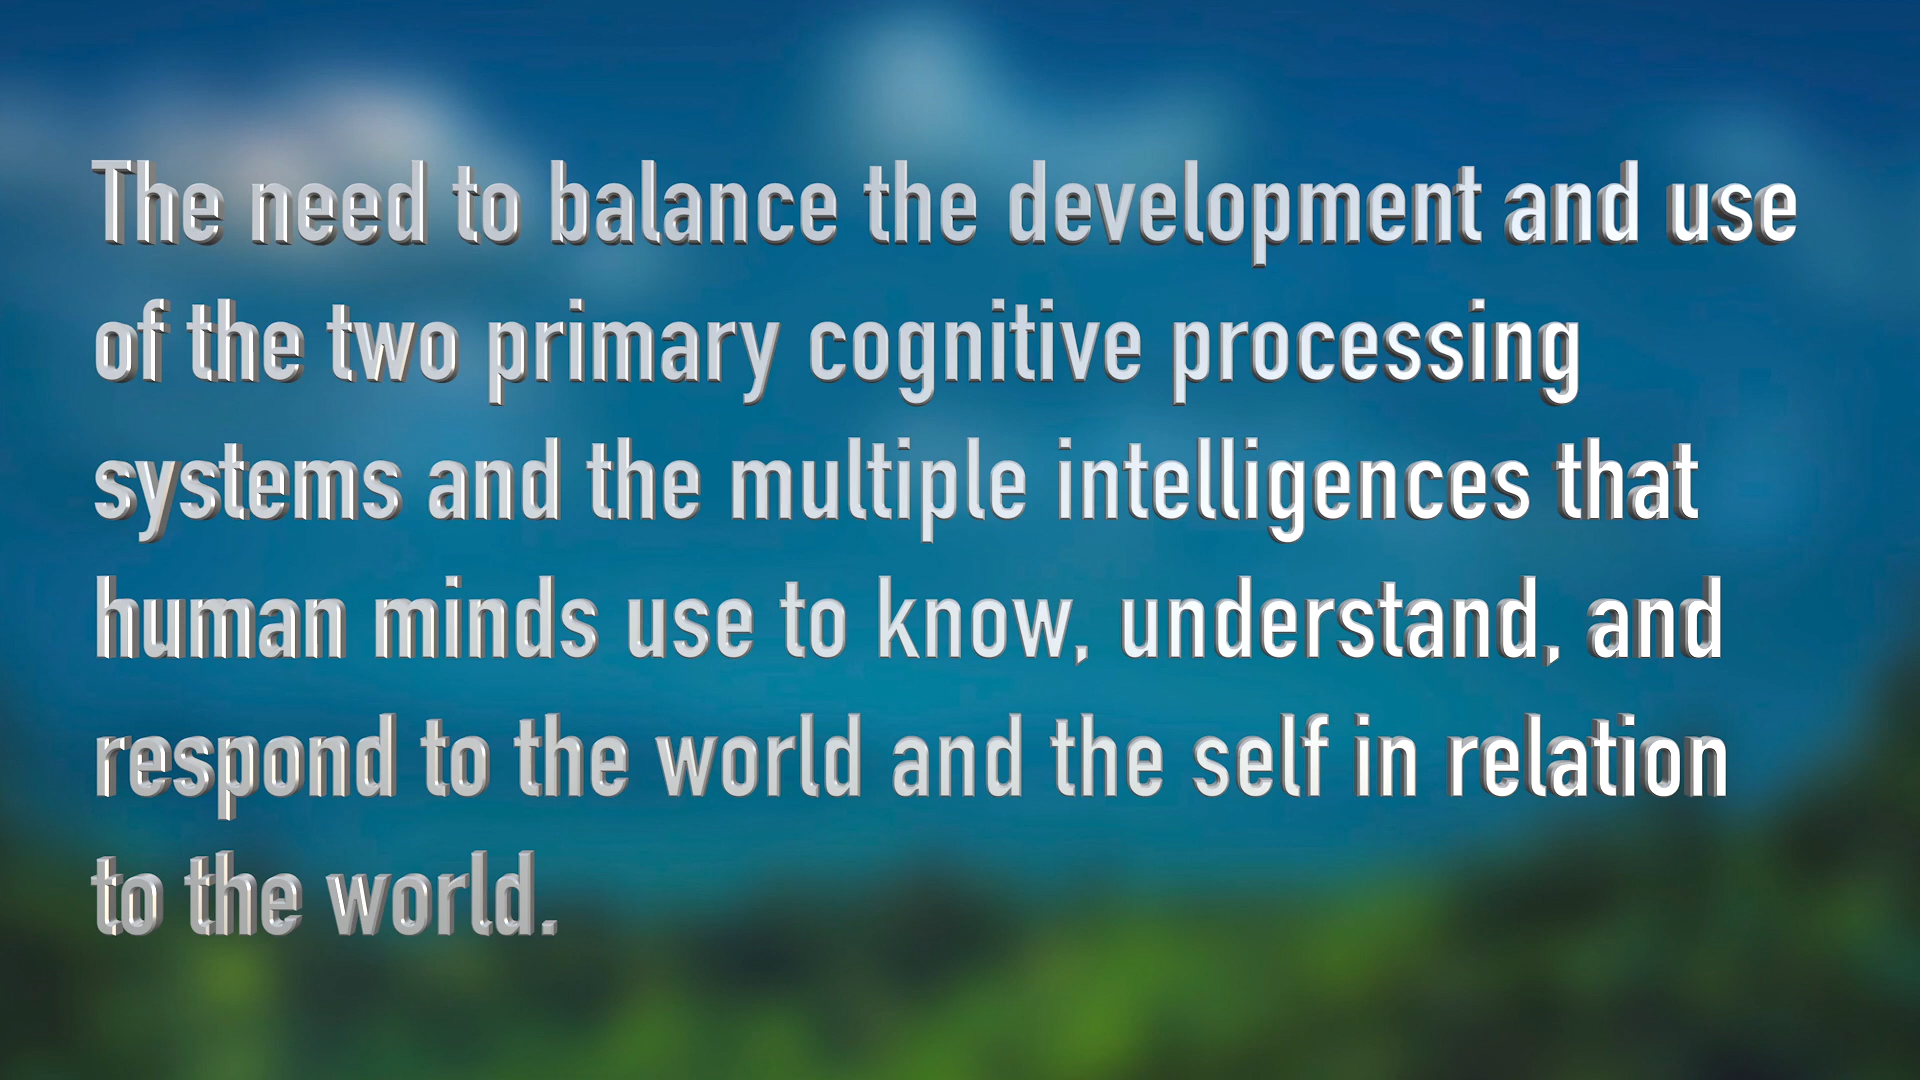 The need to balance the development and use
of the two primary cognitive processing
systems and the multiple intelligences that
human minds use to know, understand, and
respond to the world and the self in relation
to the world.